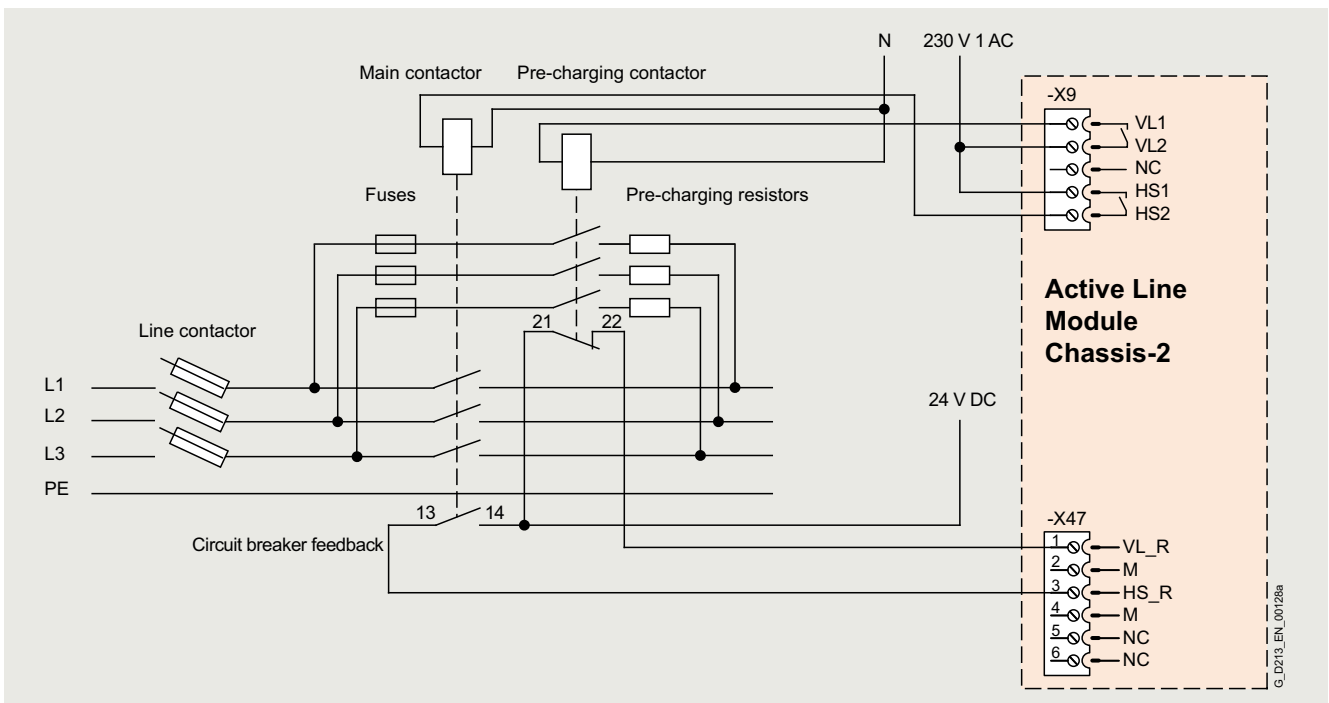 N
230 V 1 AC
Main contactor
Pre-charging contactor
-X9
VL1
VL2
NC
HS1
HS2
Fuses
Pre-charging resistors
Active Line
Module
Chassis-2
21
22
Line contactor
L1
L2
L3
PE
24 V DC
13
14
Circuit breaker feedback
-X47
1
VL_R
2
M
3
HS_R
4
M
5
NC
6
NC
G_D213_EN_00128a